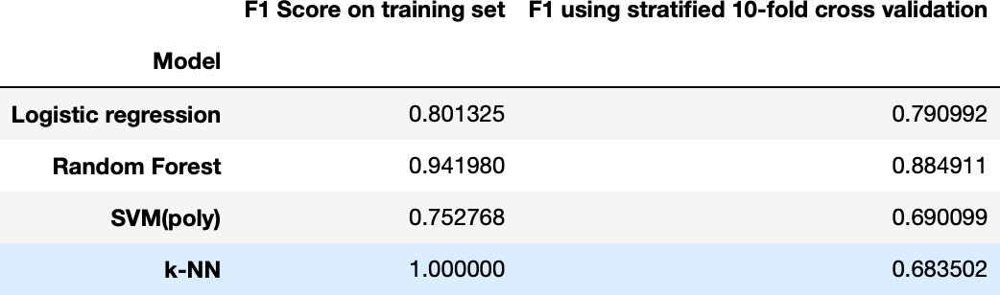 F1 Score on training set F1 using stratified 10-fold cross validation
Model
Logistic regression 0.801325 0.790992
Random Forest 0.941980 0.884911
SVM(poly) 0.752768 0.690099
k-NN 1.000000 0.683502